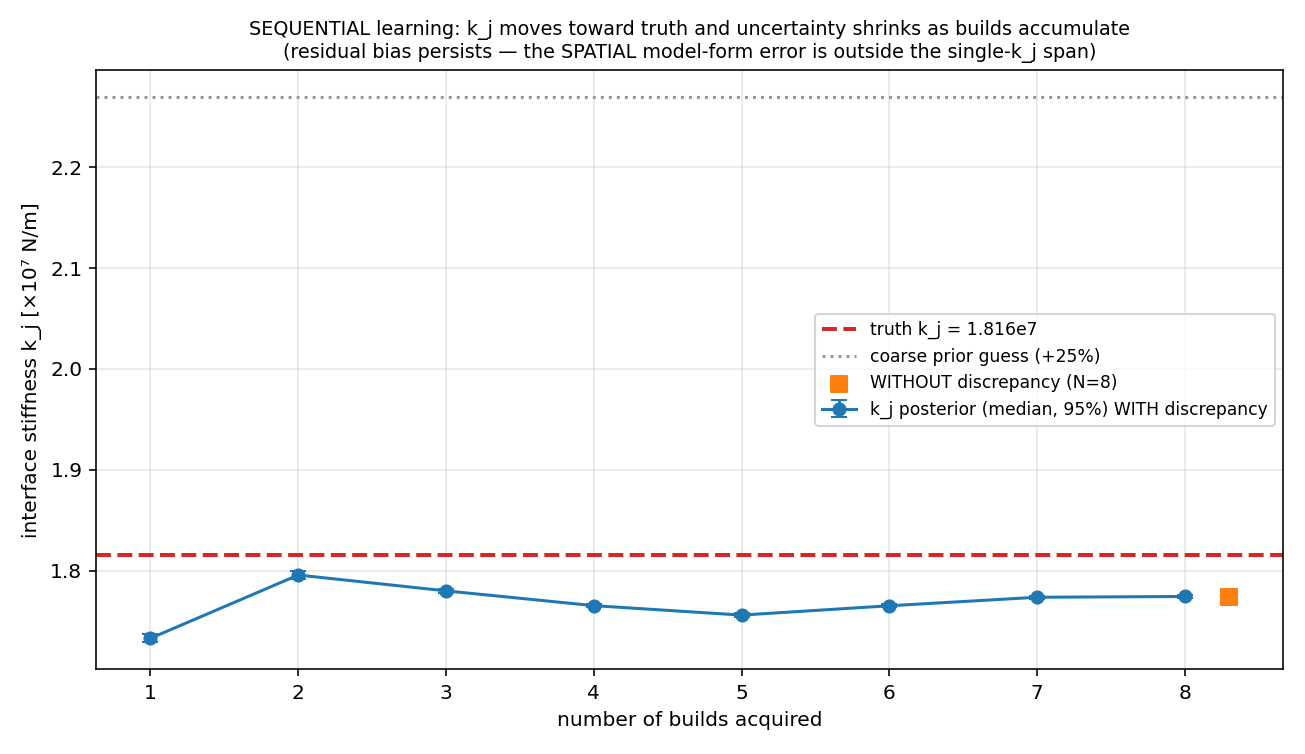 SEQUENTIAL learning: k_j moves toward truth and uncertainty shrinks as builds accumulate
(residual bias persists — the SPATIAL model-form error is outside the single-k_j span)
interface stiffness k_j [×10⁷ N/m]
2.2
2.1
2.0
1.9
1.8
truth k_j = 1.816e7
coarse prior guess (+25%)
WITHOUT discrepancy (N=8)
k_j posterior (median, 95%) WITH discrepancy
1 2 3 4 5 6 7 8
number of builds acquired